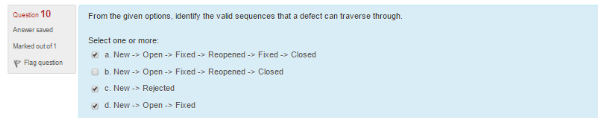 Question 10
Answer saved
Marked out of 1
Flag question
From the given options, identify the valid sequences that a defect can traverse through.
Select one or more:
a. New -> Open -> Fixed -> Reopened -> Fixed -> Closed
b. New -> Open -> Fixed -> Reopened -> Closed
c. New -> Rejected
d. New -> Open -> Fixed